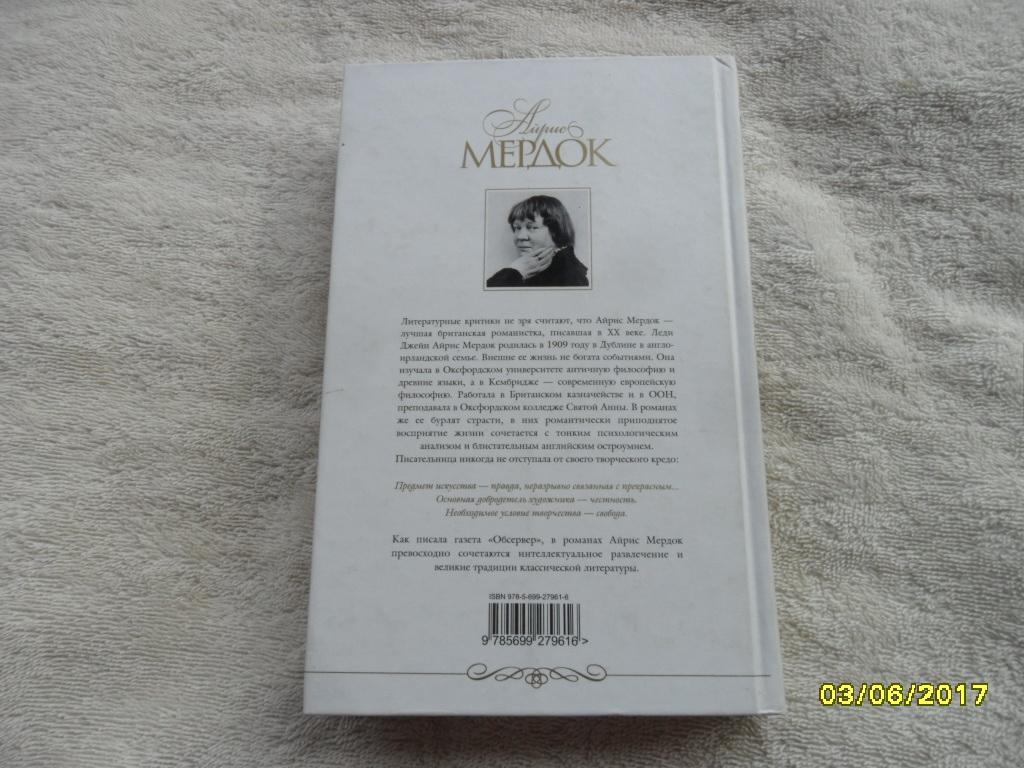 Айрис
МЕРДОК
Литературные критики не зря считают, что Айрис Мердок —
лучшая британская романистка, писавшая в XX веке. Леди
Джейн Айрис Мердок родилась в 1909 году в Дублине в англо-
ирландской семье. Внешне ее жизнь не богата событиями. Она
изучала в Оксфордском университете античную философию и
древние языки, а в Кембридже — современную европейскую
философию. Работала в Британском казначействе и в ООН,
преподавала в Оксфордском колледже Святой Анны. В романах
же ее бурлят страсти, в них романтически приподнятое
восприятие жизни сочетается с тонким психологическим
анализом и блистательным английским остроумием.
Писательница никогда не отступала от своего творческого кредо:
Предмет искусства — правда, неразрывно связанная с прекрасным...
Основная добродетель художника — честность.
Необходимое условие творчества — свобода.
Как писала газета «Обсервер», в романах Айрис Мердок
превосходно сочетаются интеллектуальное развлечение и
великие традиции классической литературы.
ISBN 978-5-699-27961-6
9 785699 279616 >
03/06/2017